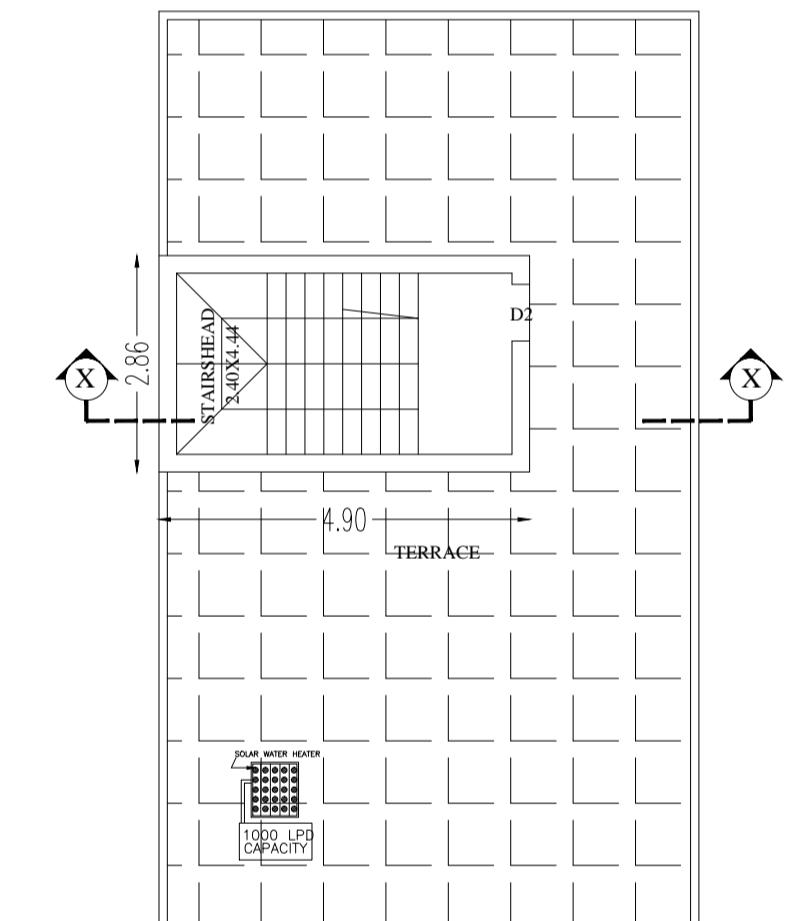 D2
STAIRSHEAD
2.40X4.44
2.86
X
X
4.90
TERRACE
SOLAR WATER HEATER
1000 LPD
CAPACITY